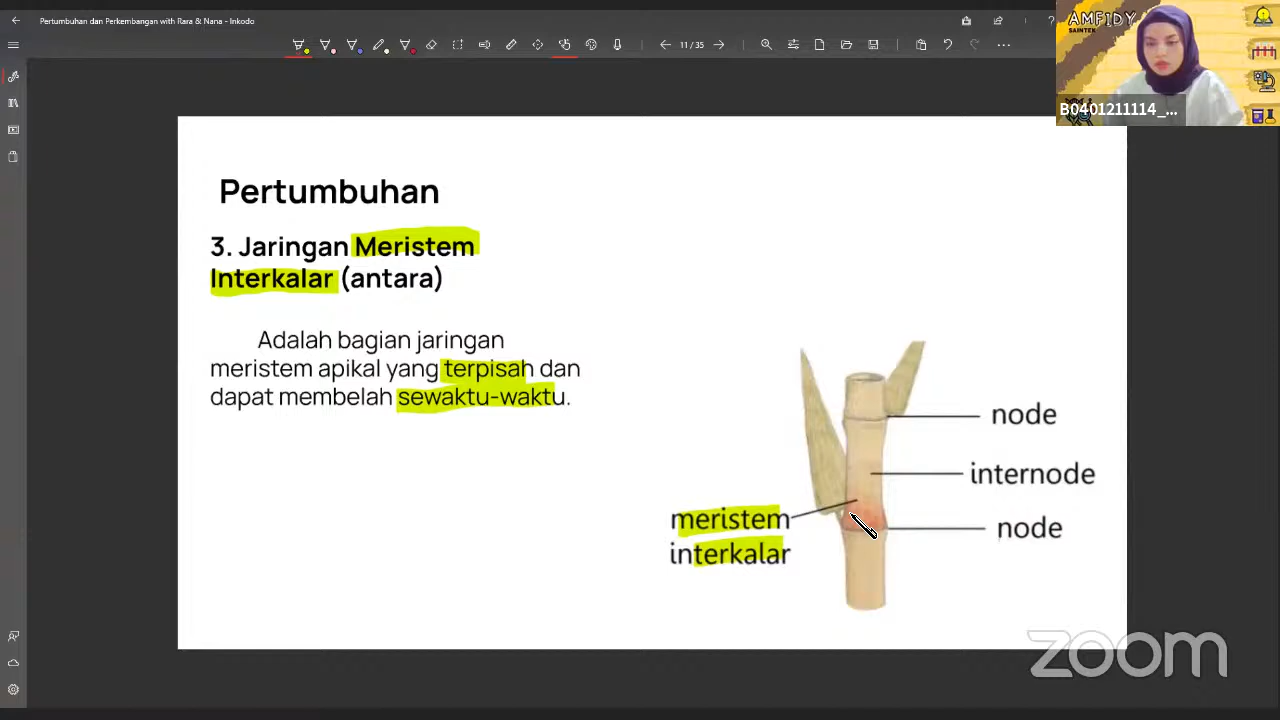 Pertumbuhan dan Perkembangan with Rara & Nana - Inkodo
11/35
AMFIDY
SAINTEK
B0401211114_...
Pertumbuhan
3. Jaringan Meristem
Interkalar (antara)
Adalah bagian jaringan
meristem apikal yang terpisah dan
dapat membelah sewaktu-waktu.
node
internode
meristem
interkalar
node
zoom